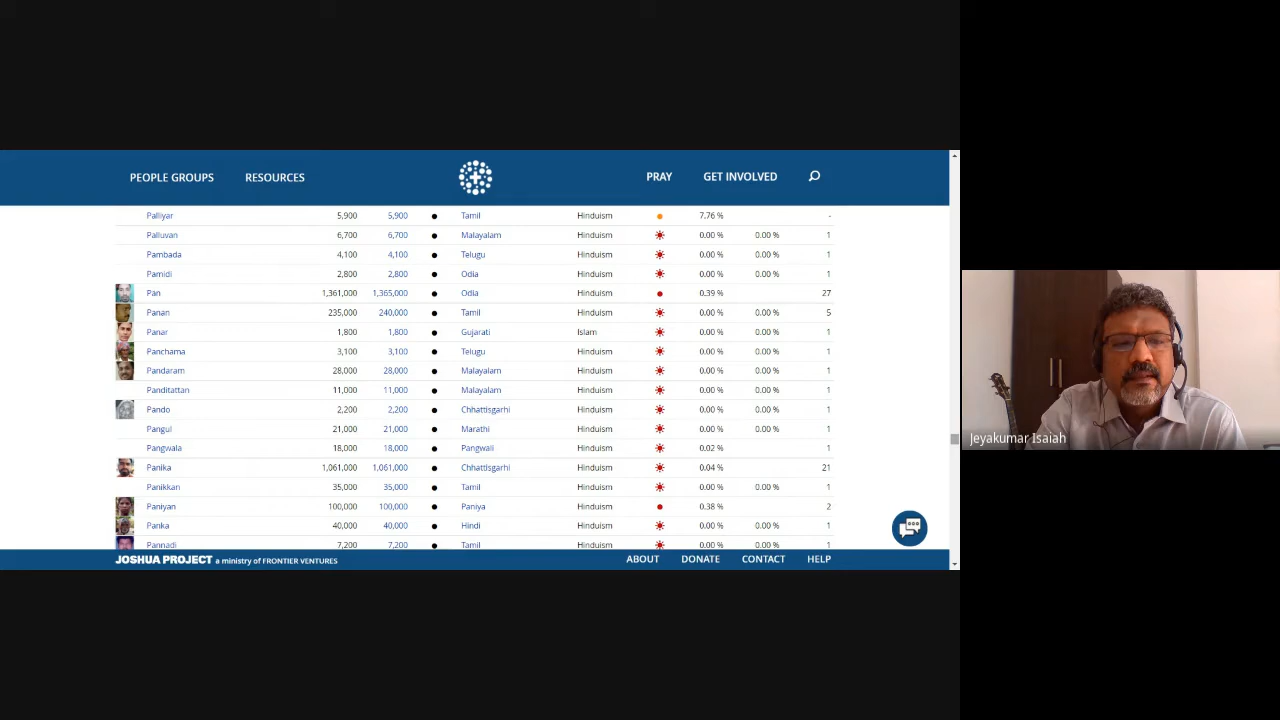 PEOPLE GROUPS RESOURCES PRAY GET INVOLVED
Palliyar 5,900 5,900 Tamil Hinduism 7.76 % -
Palluvan 6,700 6,700 Malayalam Hinduism 0.00 % 0.00 % 1
Pambada 4,100 4,100 Telugu Hinduism 0.00 % 0.00 % 1
Pamidi 2,800 2,800 Odia Hinduism 0.00 % 0.00 % 1
Pan 1,361,000 1,365,000 Odia Hinduism 0.39 % 27
Panan 235,000 240,000 Tamil Hinduism 0.00 % 0.00 % 5
Panar 1,800 1,800 Gujarati Islam 0.00 % 0.00 % 1
Panchama 3,100 3,100 Telugu Hinduism 0.00 % 0.00 % 1
Pandaram 28,000 28,000 Malayalam Hinduism 0.00 % 0.00 % 1
Panditattan 11,000 11,000 Malayalam Hinduism 0.00 % 0.00 % 1
Pando 2,200 2,200 Chhattisgarhi Hinduism 0.00 % 0.00 % 1
Pangul 21,000 21,000 Marathi Hinduism 0.00 % 0.00 % 1
Pangwala 18,000 18,000 Pangwali Hinduism 0.02 % 1
Panika 1,061,000 1,061,000 Chhattisgarhi Hinduism 0.04 % 21
Panikkan 35,000 35,000 Tamil Hinduism 0.00 % 0.00 % 1
Paniyan 100,000 100,000 Paniya Hinduism 0.38 % 2
Panka 40,000 40,000 Hindi Hinduism 0.00 % 0.00 % 1
Pannadi 7,200 7,200 Tamil Hinduism 0.00 % 0.00 % 1
JOSHUA PROJECT a ministry of FRONTIER VENTURES ABOUT DONATE CONTACT HELP
Jeyakumar Isaiah